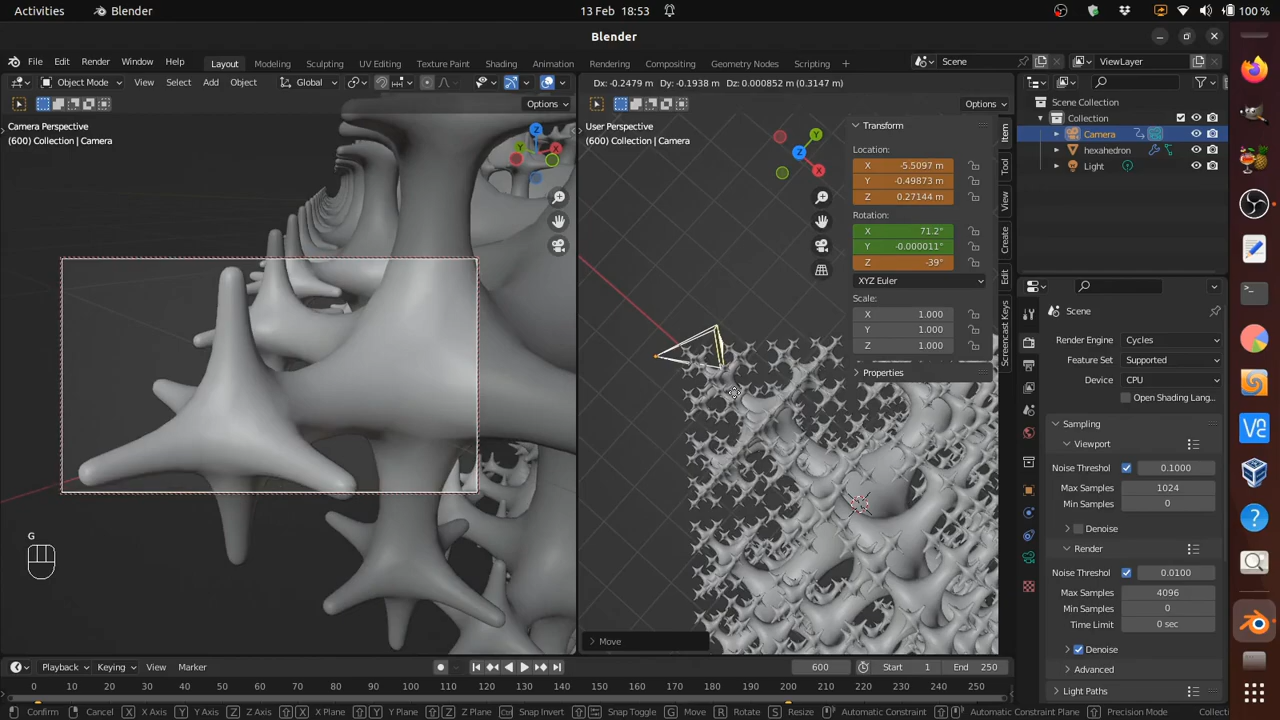 Activities Blender 13 Feb 18:53 100 %
Blender
File Edit Render Window Help Layout Modeling Sculpting UV Editing Texture Paint Shading Animation Rendering Compositing Geometry Nodes Scripting + Scene ViewLayer
Object Mode View Select Add Object Global Dx: -0.2479 m Dy: -0.1938 m Dz: 0.000852 m (0.3147 m)
Options Options
Scene Collection
Collection
Camera
hexahedron
Light
Camera Perspective
(600) Collection | Camera
Z
Y
X
User Perspective
(600) Collection | Camera
Y
Z
X
Transform
Location:
X -5.5097 m
Y -0.49873 m
Z 0.27144 m
Rotation:
X 71.2°
Y -0.000011°
Z -39°
XYZ Euler
Scale:
X 1.000
Y 1.000
Z 1.000
Properties
Item
Tool
View
Create
Edit
Screencast Keys
Scene
Render Engine Cycles
Feature Set Supported
Device CPU
Open Shading Lang...
Sampling
Viewport
Noise Threshol 0.1000
Max Samples 1024
Min Samples 0
Denoise
Render
Noise Threshol 0.0100
Max Samples 4096
Min Samples 0
Time Limit 0 sec
Denoise
Advanced
Light Paths
G
Move
Playback Keying View Marker 600 Start 1 End 250
0 10 20 30 40 50 60 70 80 90 100 110 120 130 140 150 160 170 180 190 200 210 220 230 240 250
Confirm Cancel X X Axis Y Y Axis Z Z Axis X X Plane Y Y Plane Z Z Plane Snap Invert Snap Toggle G Move R Rotate S Resize Automatic Constraint Automatic Constraint Plane Precision Mode